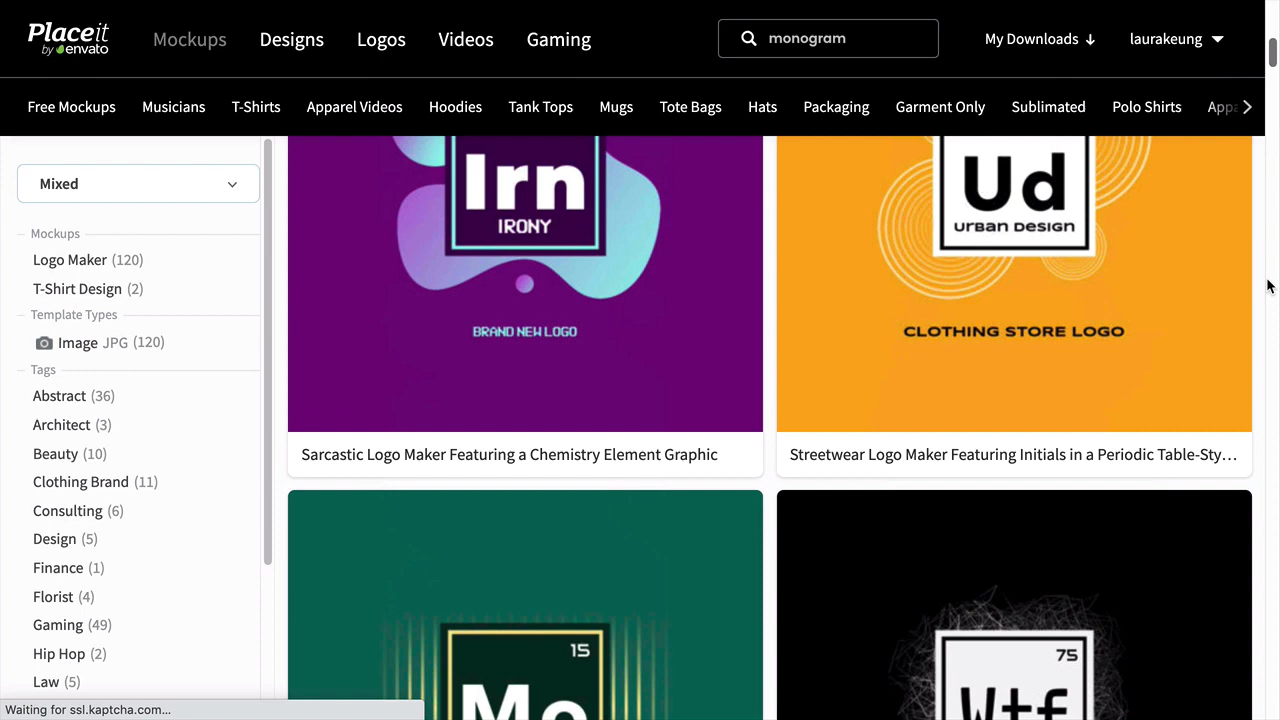 Placeit
by envato
Mockups Designs Logos Videos Gaming
monogram
My Downloads laurakeung
Free Mockups Musicians T-Shirts Apparel Videos Hoodies Tank Tops Mugs Tote Bags Hats Packaging Garment Only Sublimated Polo Shirts
Mixed
Mockups
Logo Maker (120)
T-Shirt Design (2)
Template Types
Image JPG (120)
Tags
Abstract (36)
Architect (3)
Beauty (10)
Clothing Brand (11)
Consulting (6)
Design (5)
Finance (1)
Florist (4)
Gaming (49)
Hip Hop (2)
Law (5)
Irn
IRONY
BRAND NEW LOGO
Sarcastic Logo Maker Featuring a Chemistry Element Graphic
Ud
URBAN DESIGN
CLOTHING STORE LOGO
Streetwear Logo Maker Featuring Initials in a Periodic Table-Sty...
15
Mo
75
Wtf
Waiting for ssl.kaptcha.com...